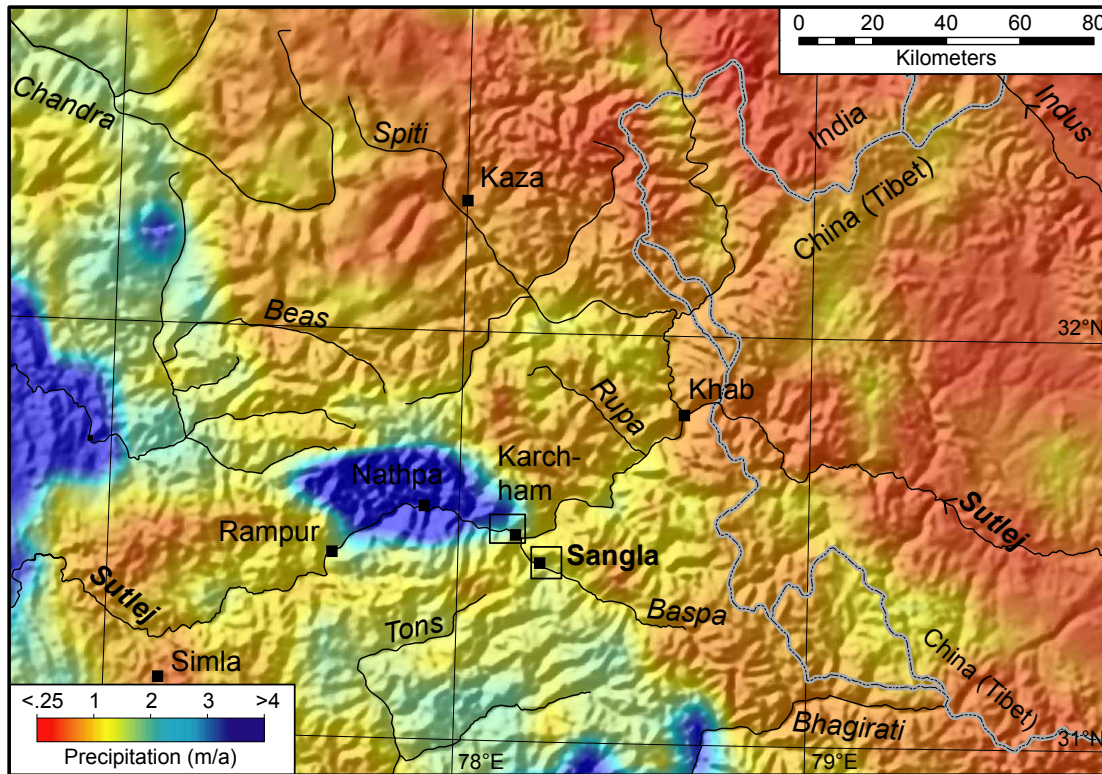 0 20 40 60 80
Kilometers
Chandra
Spiti
India
Indus
Kaza
China (Tibet)
Beas
32°N
Rupa
Khab
Karch-
ham
Nathpa
Rampur
Sutlej
Sangla
Sutlej
Baspa
Tons
Simla
China (Tibet)
Bhagirati
<.25 1 2 3 >4
Precipitation (m/a)
78°E
79°E
31°N